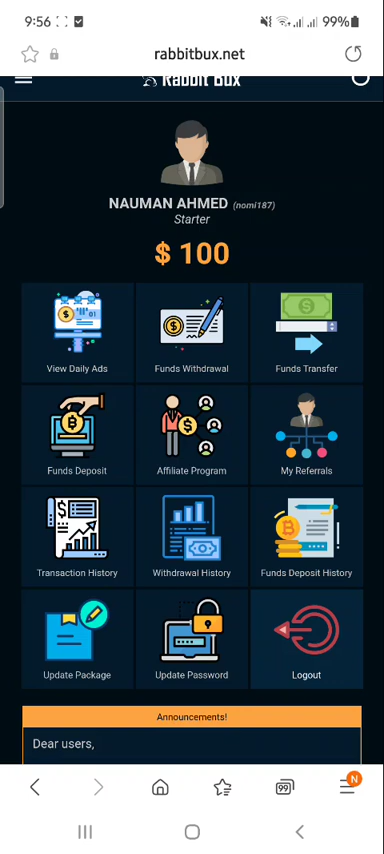 9:56
99%
rabbitbux.net
Rabbit Bux
NAUMAN AHMED (nomi187)
Starter
$ 100
View Daily Ads
Funds Withdrawal
Funds Transfer
Funds Deposit
Affiliate Program
My Referrals
Transaction History
Withdrawal History
Funds Deposit History
Update Package
Update Password
Logout
Announcements!
Dear users,
99
N